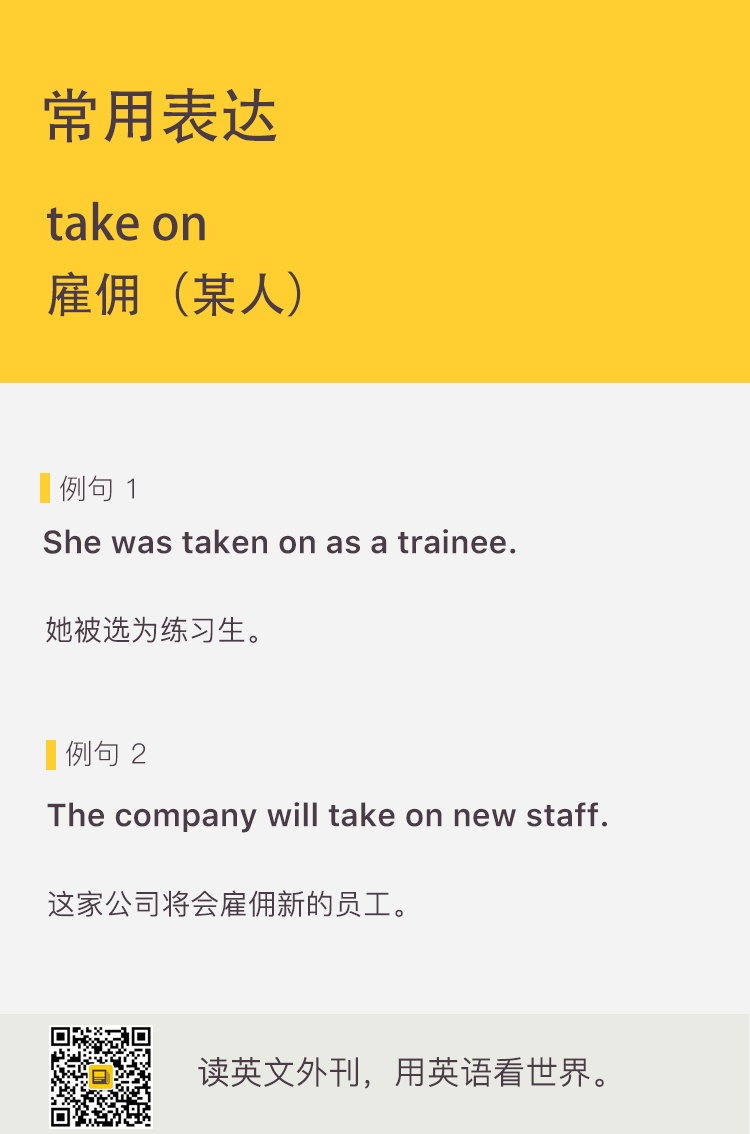 常用表达
take on
雇佣（某人）
例句 1
She was taken on as a trainee.
她被选为练习生。
例句 2
The company will take on new staff.
这家公司将会雇佣新的员工。
读英文外刊，用英语看世界。